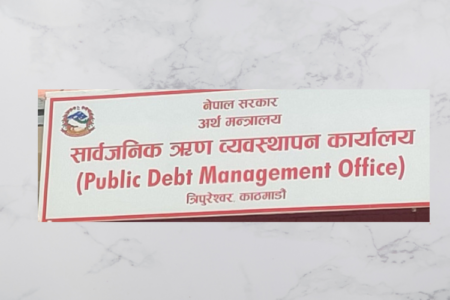 नेपाल सरकार
अर्थ मन्त्रालय
सार्वजनिक ऋण व्यवस्थापन कार्यालय
(Public Debt Management Office)
त्रिपुरेश्वर, काठमाडौं